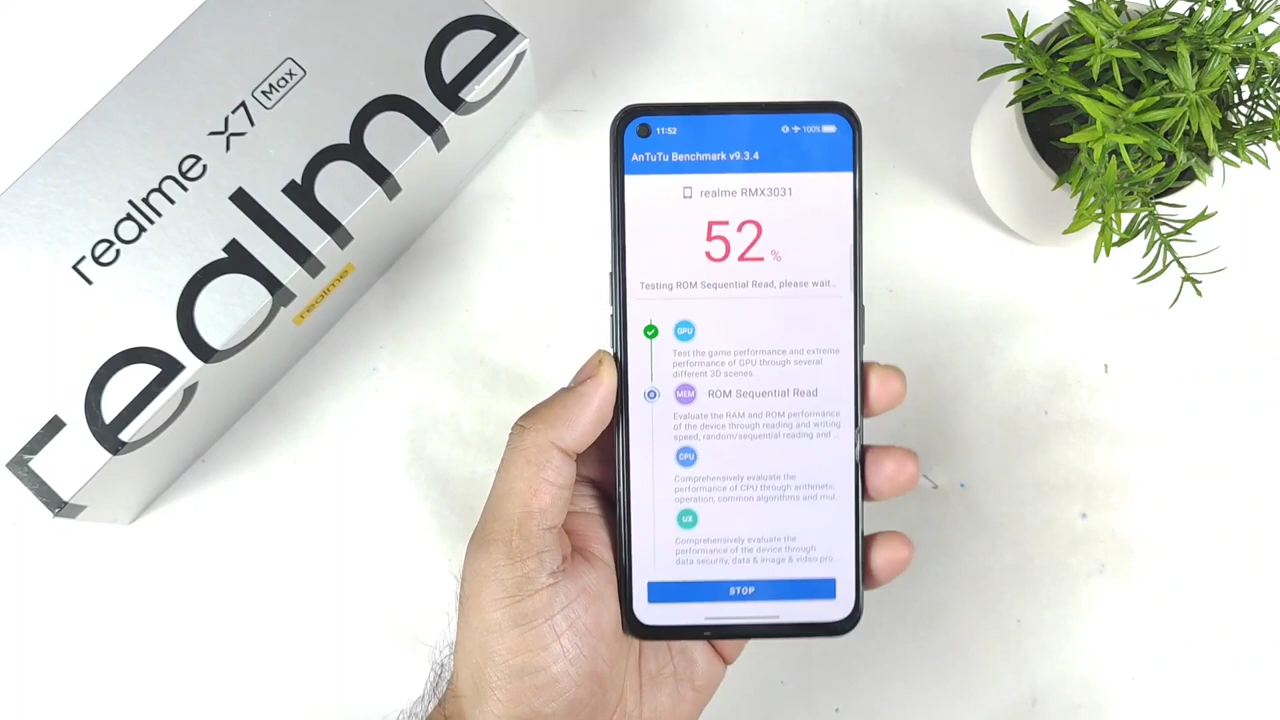 realme X7 Max
realme
realme
11:52
100%
AnTuTu Benchmark v9.3.4
realme RMX3031
52%
Testing ROM Sequential Read, please wait..
GPU
Test the game performance and extreme
performance of GPU through several
different 3D scenes
MEM ROM Sequential Read
Evaluate the RAM and ROM performance
of the device through reading and writing
speed, random/sequential reading and ..
CPU
Comprehensively evaluate the
performance of CPU through arithmetic
operation, common algorithms and mul..
UX
Comprehensively evaluate the
performance of the device through
data security, data & image & video pro..
STOP